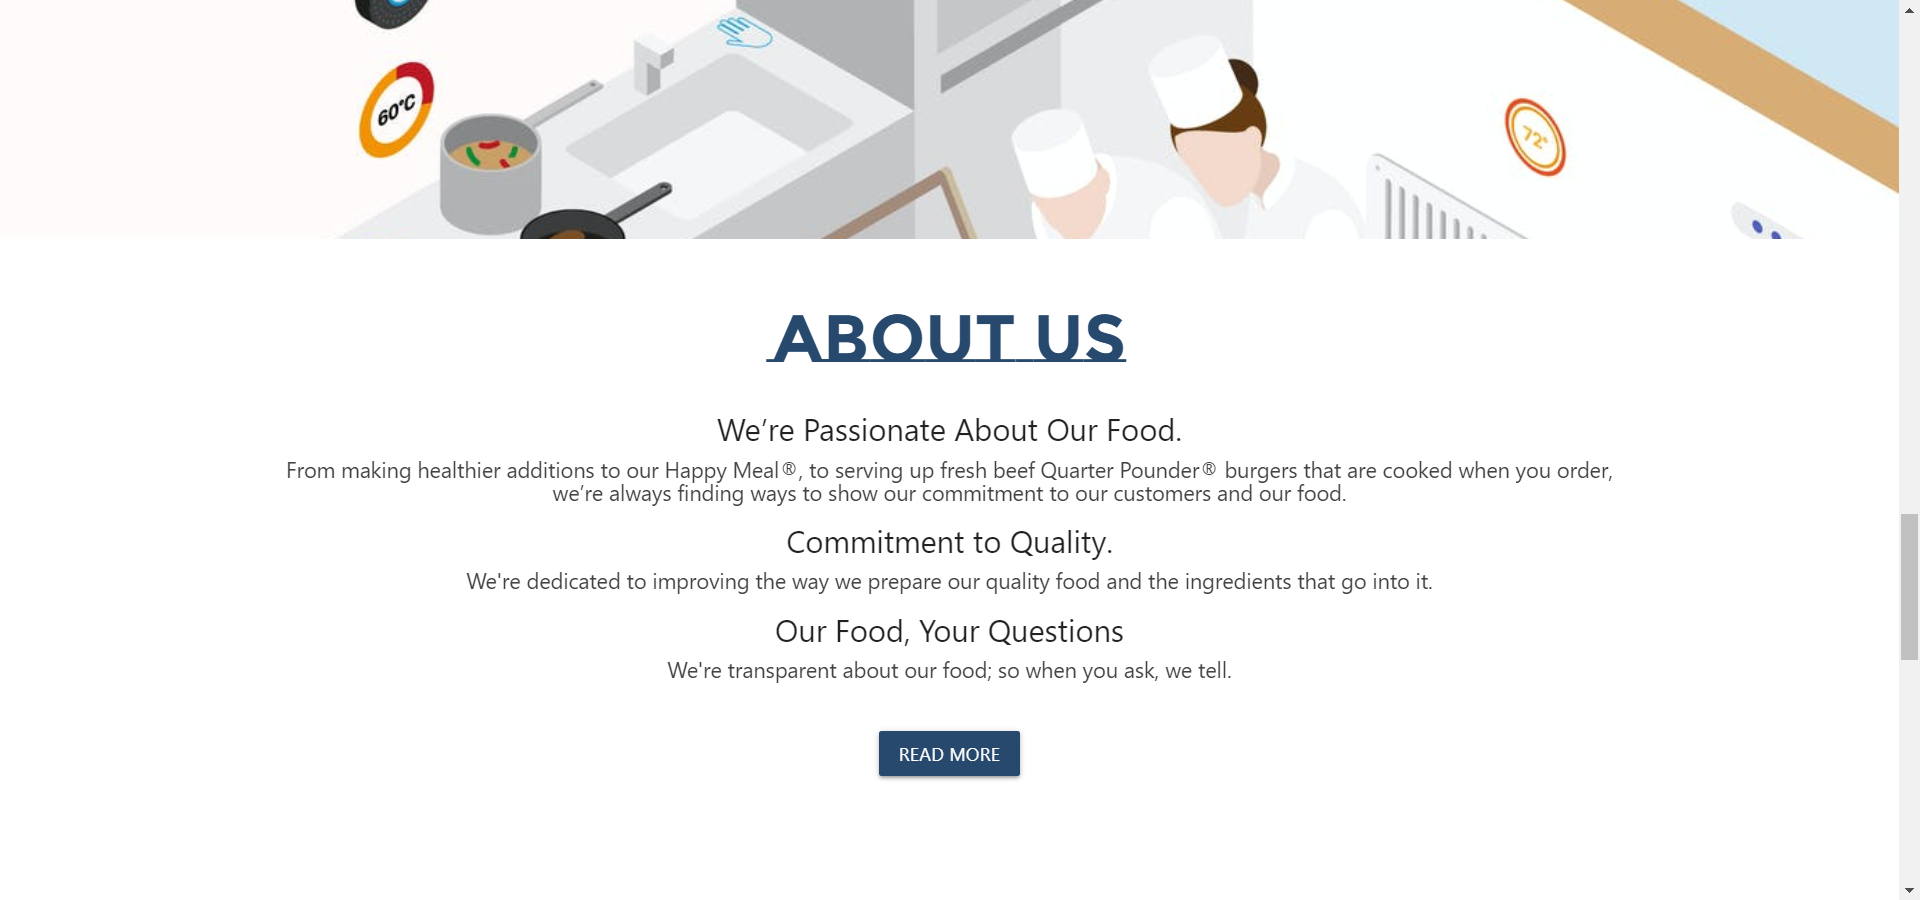 60°C
72°
ABOUT US
We’re Passionate About Our Food.
From making healthier additions to our Happy Meal®, to serving up fresh beef Quarter Pounder® burgers that are cooked when you order,
we’re always finding ways to show our commitment to our customers and our food.
Commitment to Quality.
We're dedicated to improving the way we prepare our quality food and the ingredients that go into it.
Our Food, Your Questions
We're transparent about our food; so when you ask, we tell.
READ MORE